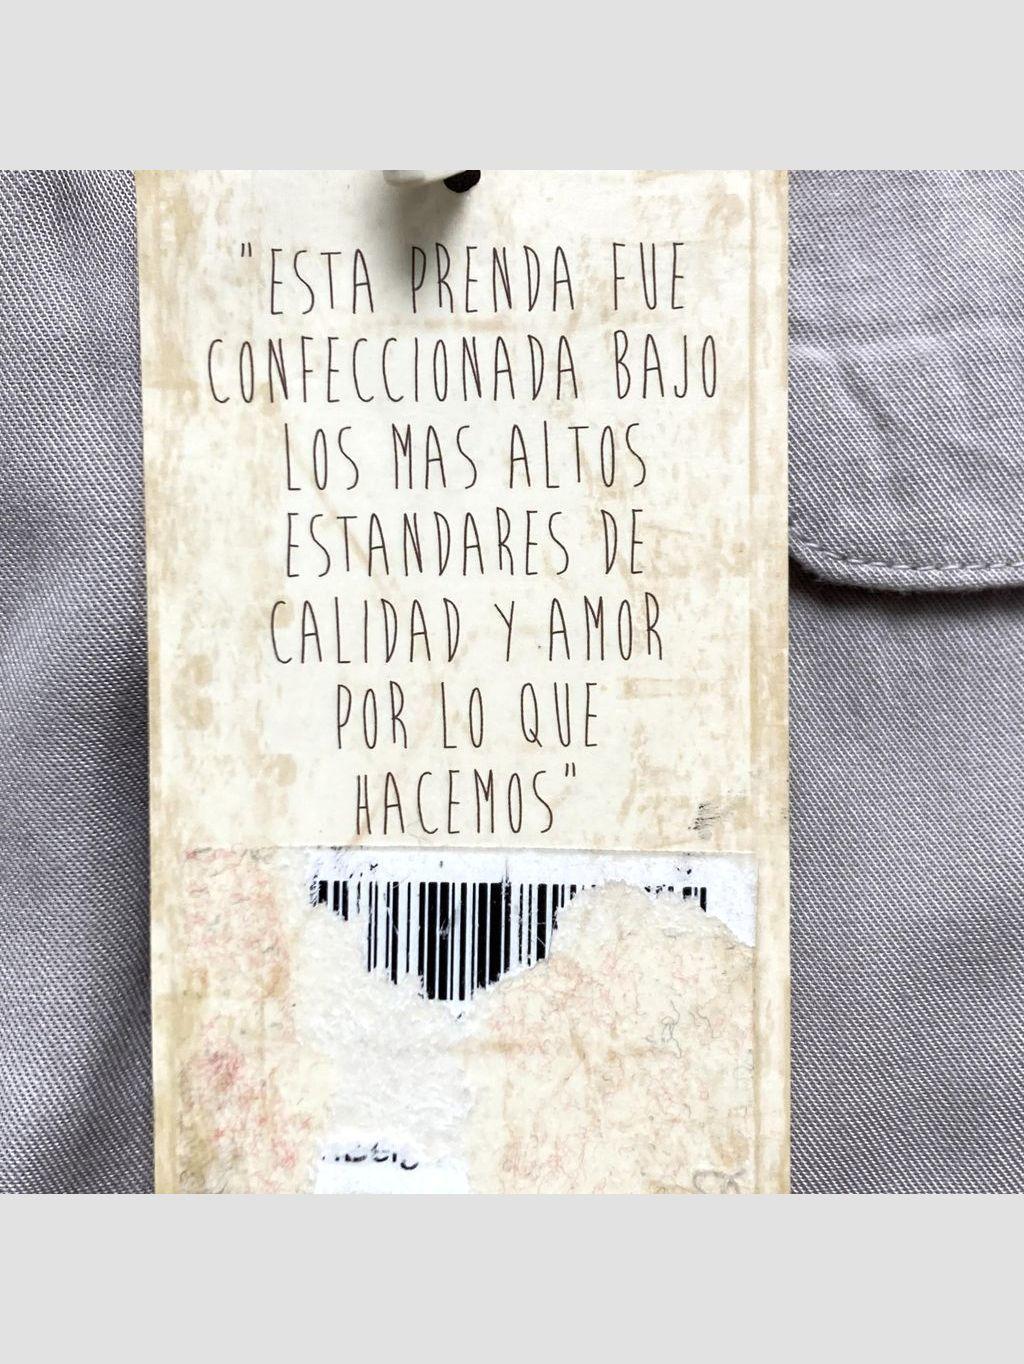 "ESTA PRENDA FUE
CONFECCIONADA BAJO
LOS MAS ALTOS
ESTANDARES DE
CALIDAD Y AMOR
POR LO QUE
HACEMOS"